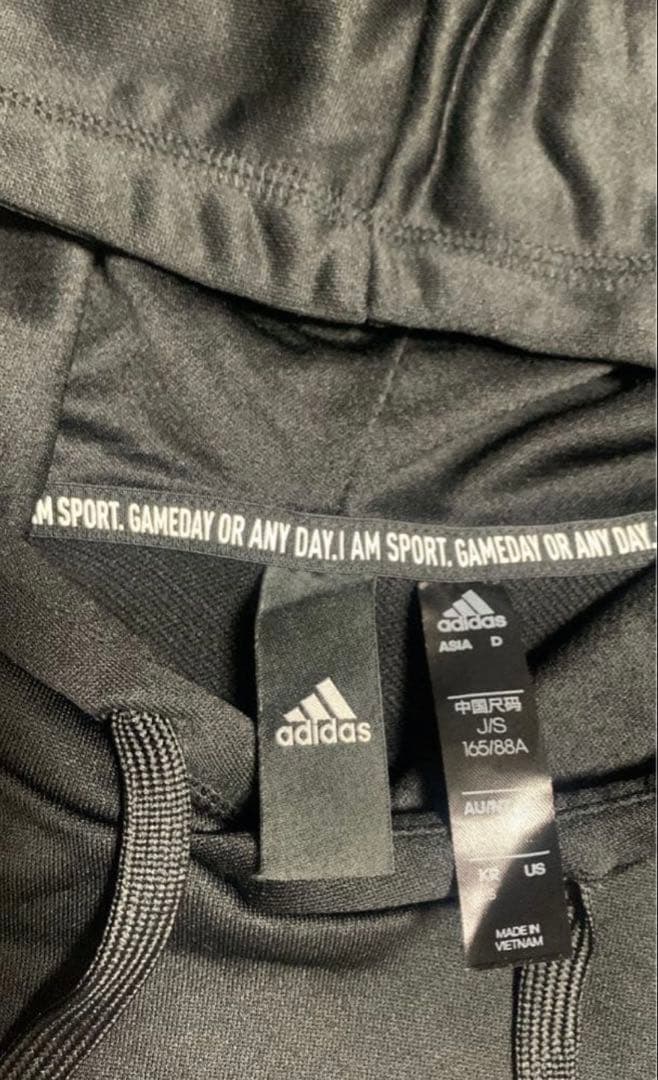 M SPORT. GAMEDAY OR ANY DAY. I AM SPORT. GAMEDAY OR ANY DAY.
adidas
adidas
ASIA D
中国尺码
J/S
165/88A
KR US
MADE IN
VIETNAM